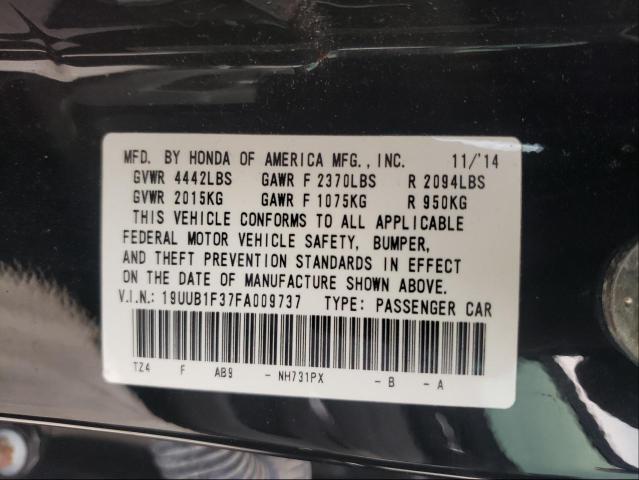 MFD. BY HONDA OF AMERICA MFG., INC. 11/'14
GVWR 4442LBS GAWR F 2370LBS R 2094LBS
GVWR 2015KG GAWR F 1075KG R 950KG
THIS VEHICLE CONFORMS TO ALL APPLICABLE
FEDERAL MOTOR VEHICLE SAFETY, BUMPER,
AND THEFT PREVENTION STANDARDS IN EFFECT
ON THE DATE OF MANUFACTURE SHOWN ABOVE.
V.I.N.: 19UUB1F37FA009737 TYPE: PASSENGER CAR
TZ4 F AB9 - NH731PX - B - A